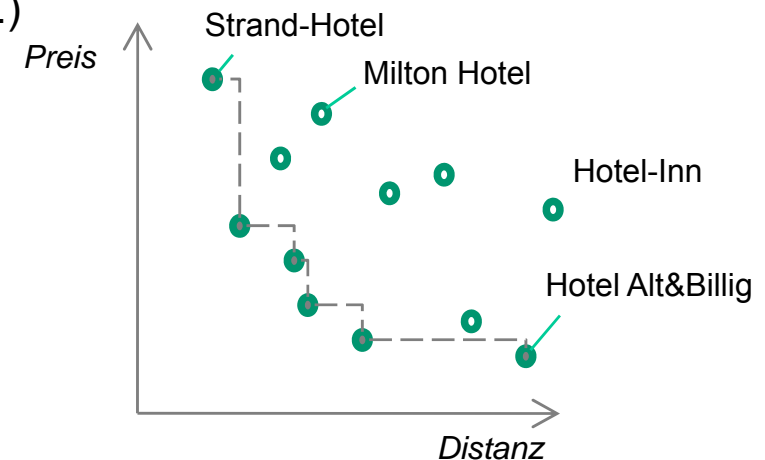 .)
Strand-Hotel
Preis
Milton Hotel
Hotel-Inn
Hotel Alt&Billig
Distanz